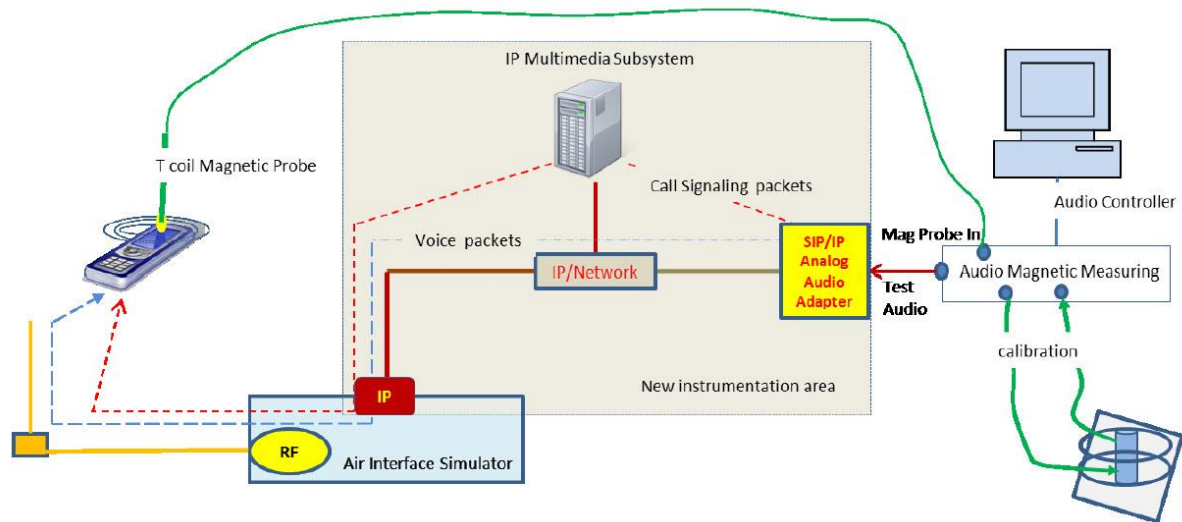 IP Multimedia Subsystem
T coil Magnetic Probe
Call Signaling packets
Audio Controller
Voice packets
SIP/IP
Analog
Audio
Adapter
Mag Probe In
IP/Network
Audio Magnetic Measuring
Test
Audio
calibration
New instrumentation area
IP
RF
Air Interface Simulator